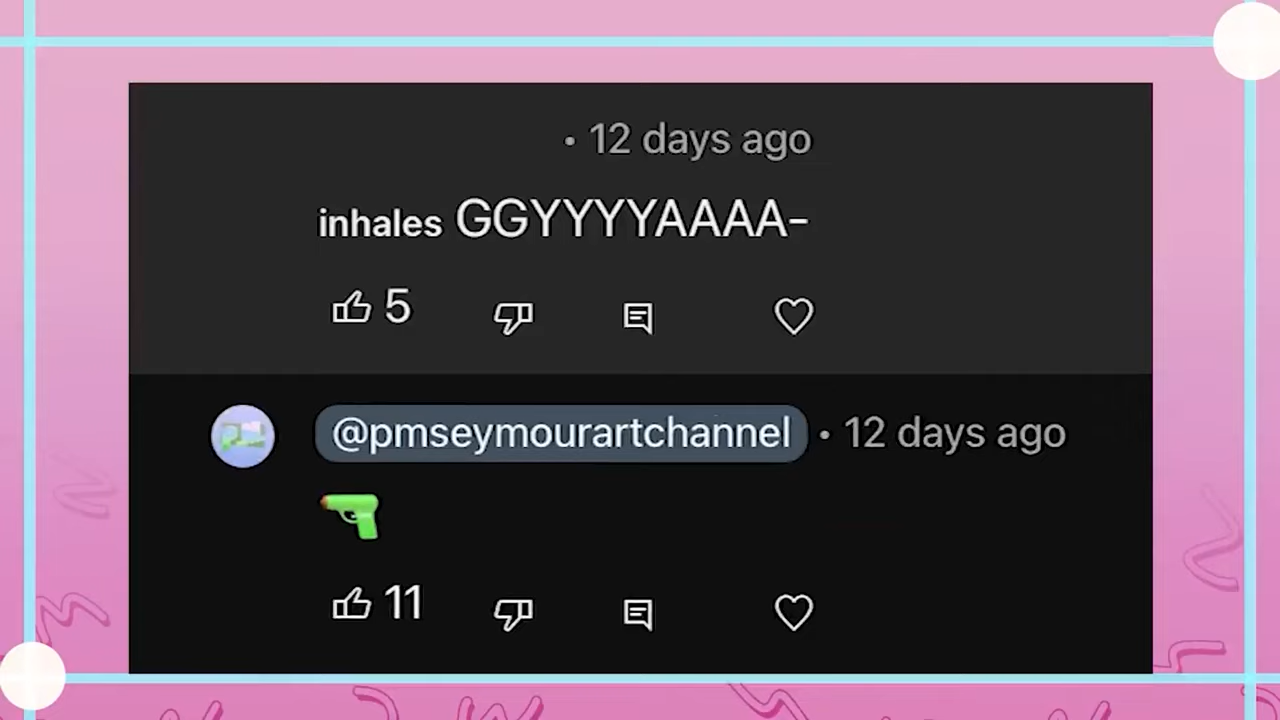 • 12 days ago
inhales GGYYYYAAAA-
5
@pmseymourartchannel • 12 days ago
11